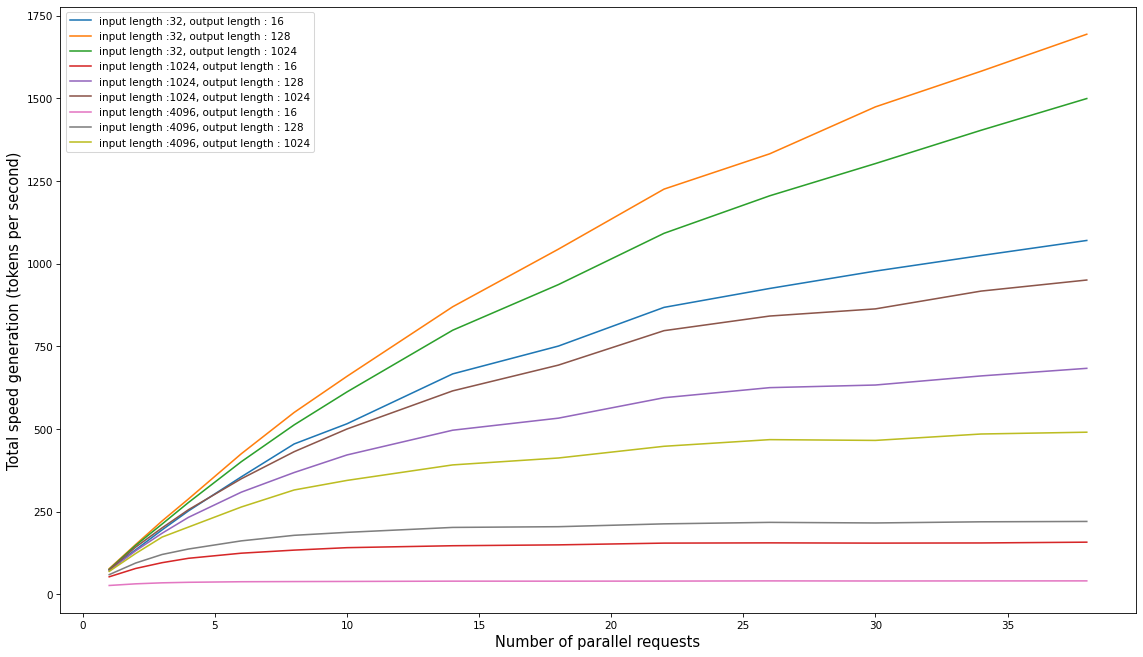 1750
1500
1250
1000
750
500
250
0
Total speed generation (tokens per second)
input length :32, output length : 16
input length :32, output length : 128
input length :32, output length : 1024
input length :1024, output length : 16
input length :1024, output length : 128
input length :1024, output length : 1024
input length :4096, output length : 16
input length :4096, output length : 128
input length :4096, output length : 1024
0 5 10 15 20 25 30 35
Number of parallel requests